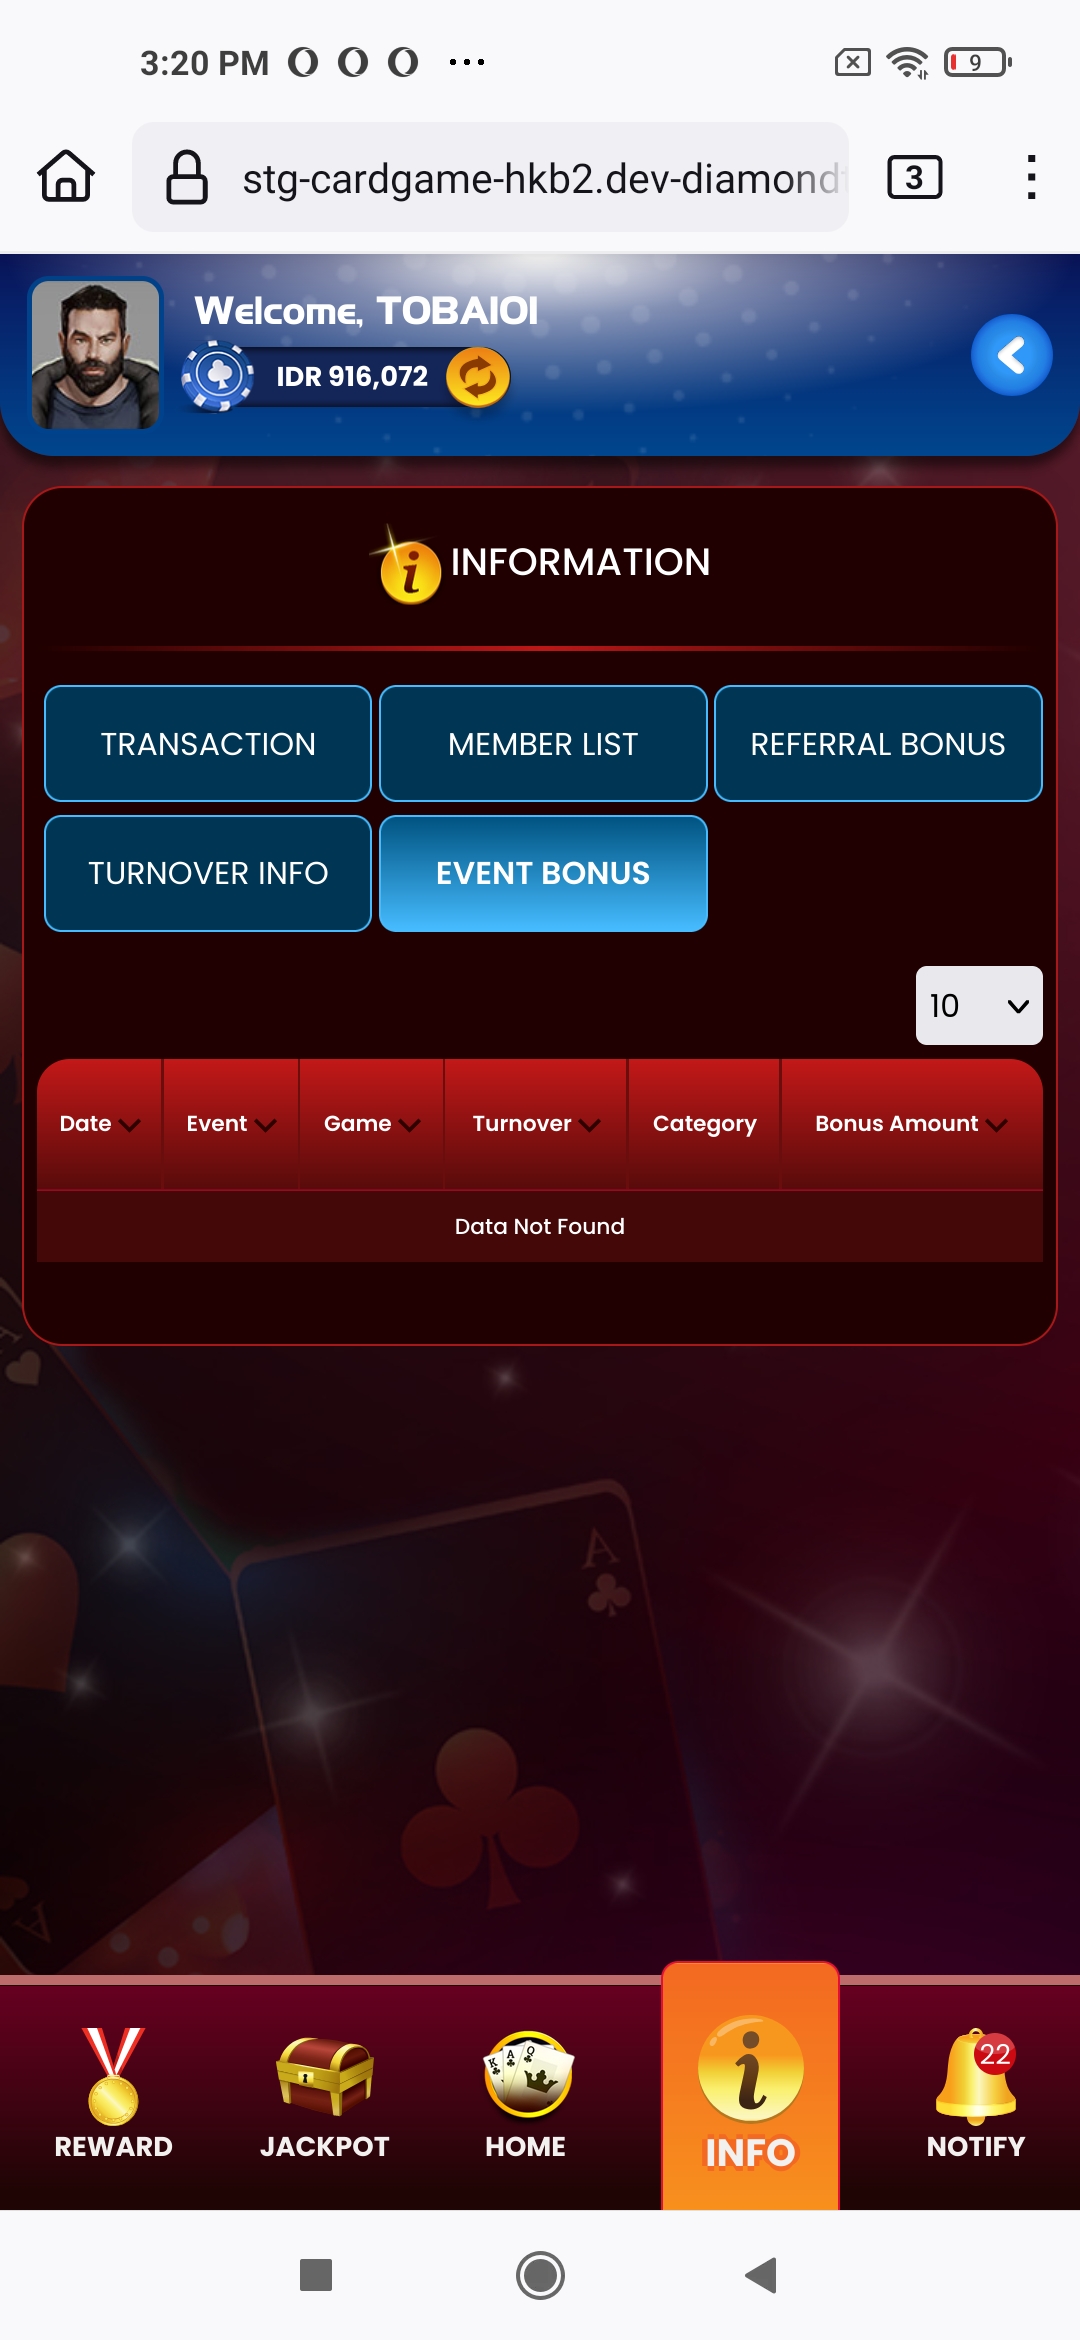 3:20 PM
9
stg-cardgame-hkb2.dev-diamond
3
Welcome, TOBAIOI
IDR 916,072
INFORMATION
TRANSACTION
MEMBER LIST
REFERRAL BONUS
TURNOVER INFO
EVENT BONUS
10
Date
Event
Game
Turnover
Category
Bonus Amount
Data Not Found
A
A
K
A
Q
22
REWARD
JACKPOT
HOME
INFO
NOTIFY